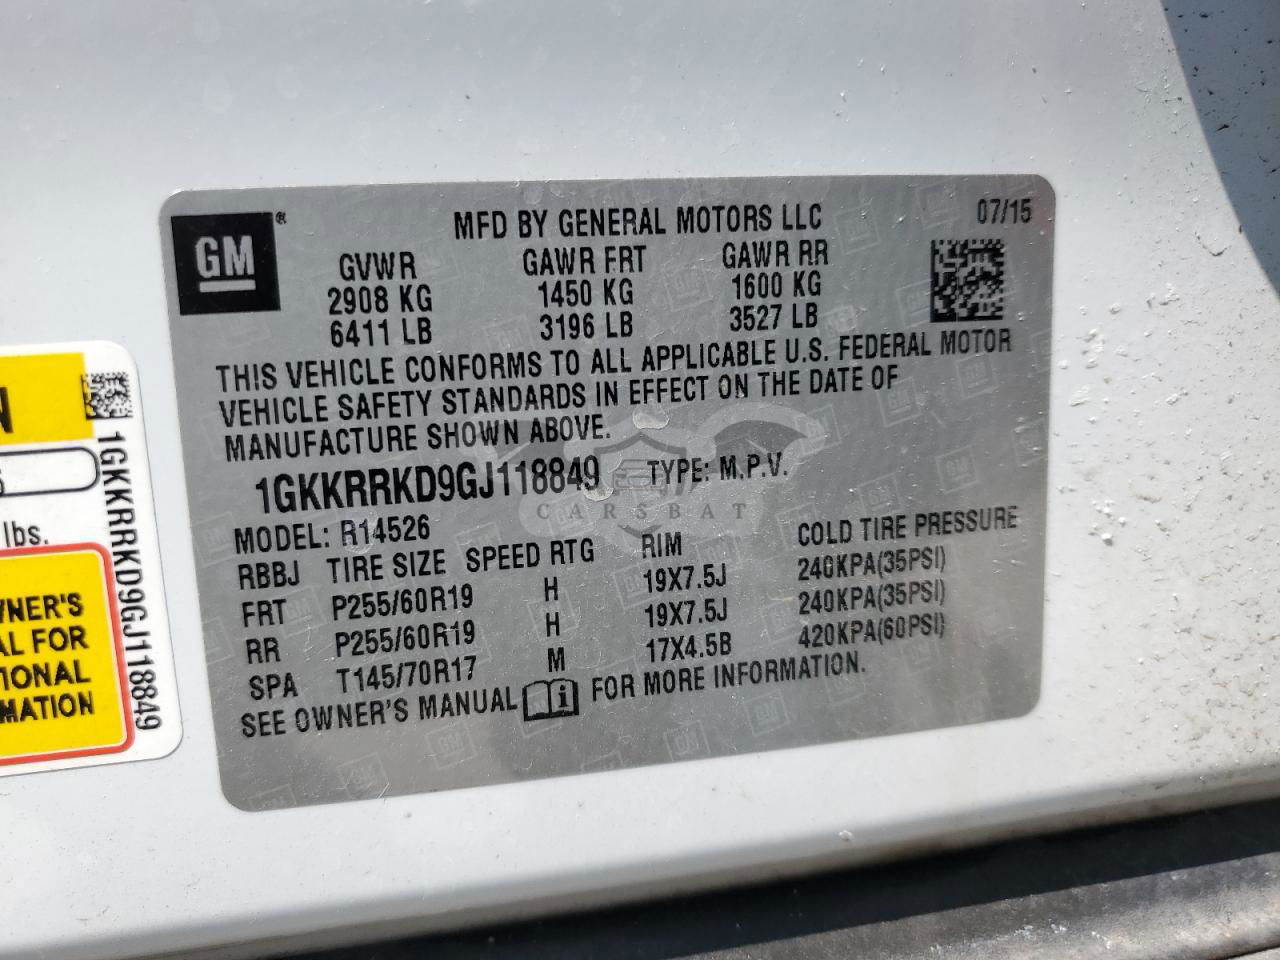 GM ®
MFD BY GENERAL MOTORS LLC 07/15
GVWR GAWR FRT GAWR RR
2908 KG 1450 KG 1600 KG
6411 LB 3196 LB 3527 LB
THIS VEHICLE CONFORMS TO ALL APPLICABLE U.S. FEDERAL MOTOR
VEHICLE SAFETY STANDARDS IN EFFECT ON THE DATE OF
MANUFACTURE SHOWN ABOVE.
1GKKRRKD9GJ118849 TYPE: M.P.V.
CARSBAT
MODEL: R14526
RBBJ TIRE SIZE SPEED RTG RIM COLD TIRE PRESSURE
FRT P255/60R19 H 19X7.5J 240KPA(35PSI)
RR P255/60R19 H 19X7.5J 240KPA(35PSI)
SPA T145/70R17 M 17X4.5B 420KPA(60PSI)
SEE OWNER'S MANUAL i FOR MORE INFORMATION.
lbs.
WNER'S
AL FOR
TIONAL
MATION
1GKKRRKD9GJ118849